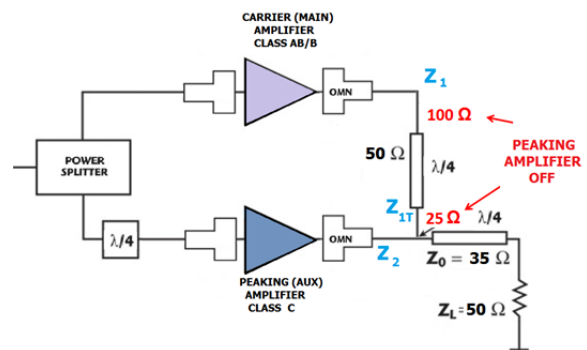 CARRIER (MAIN)
AMPLIFIER
CLASS AB/B
OMN
Z1
100 Ω
50 Ω
λ/4
PEAKING
AMPLIFIER
OFF
POWER
SPLITTER
Z1T
25 Ω
λ/4
λ/4
OMN
Z2
Z0 = 35 Ω
PEAKING (AUX)
AMPLIFIER
CLASS C
ZL=50 Ω